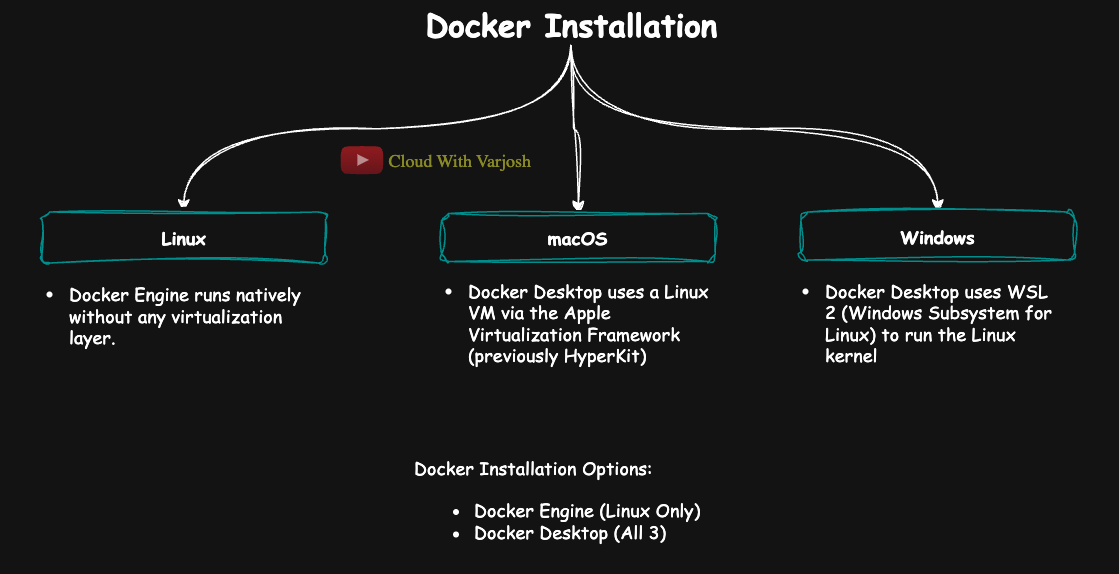 Docker Installation
Cloud With Varjosh
Linux
macOS
Windows
• Docker Engine runs natively
without any virtualization
layer.
• Docker Desktop uses a Linux
VM via the Apple
Virtualization Framework
(previously HyperKit)
• Docker Desktop uses WSL
2 (Windows Subsystem for
Linux) to run the Linux
kernel
Docker Installation Options:
• Docker Engine (Linux Only)
• Docker Desktop (All 3)